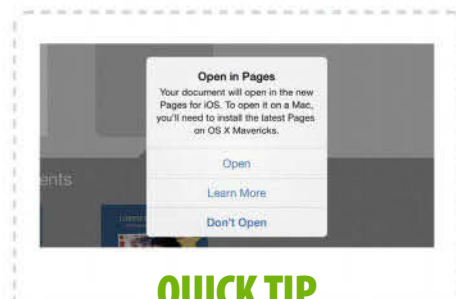 Open in Pages
Your document will open in the new
Pages for iOS. To open it on a Mac,
you'll need to install the latest Pages
on OS X Mavericks.
Open
ents
Learn More
Don't Open
QUICK TIP